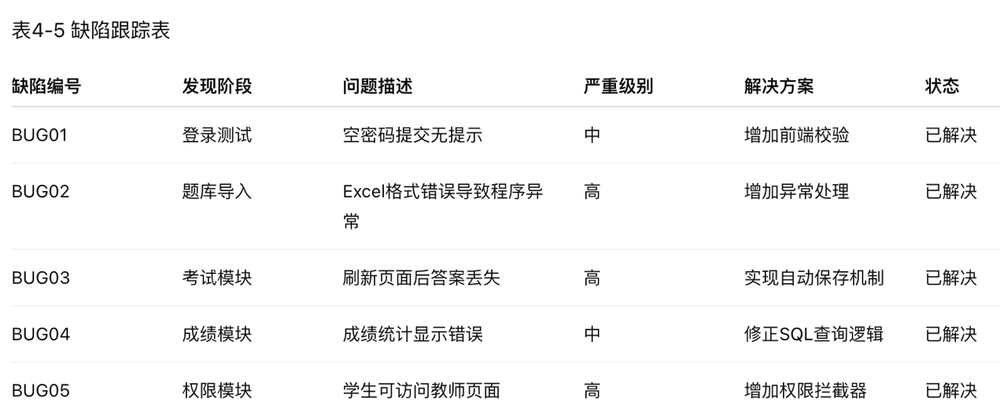 表4-5 缺陷跟踪表
缺陷编号 发现阶段 问题描述 严重级别 解决方案 状态
BUG01 登录测试 空密码提交无提示 中 增加前端校验 已解决
BUG02 题库导入 Excel格式错误导致程序异 高 增加异常处理 已解决
常
BUG03 考试模块 刷新页面后答案丢失 高 实现自动保存机制 已解决
BUG04 成绩模块 成绩统计显示错误 中 修正SQL查询逻辑 已解决
BUG05 权限模块 学生可访问教师页面 高 增加权限拦截器 已解决